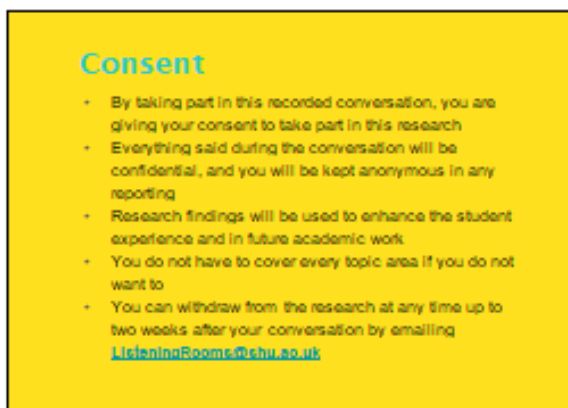 Consent
• By taking part in this recorded conversation, you are
giving your consent to take part in this research
• Everything said during the conversation will be
confidential, and you will be kept anonymous in any
reporting
• Research findings will be used to enhance the student
experience and in future academic work
• You do not have to cover every topic area if you do not
want to
• You can withdraw from the research at any time up to
two weeks after your conversation by emailing
ListeningRooms@shu.ac.uk